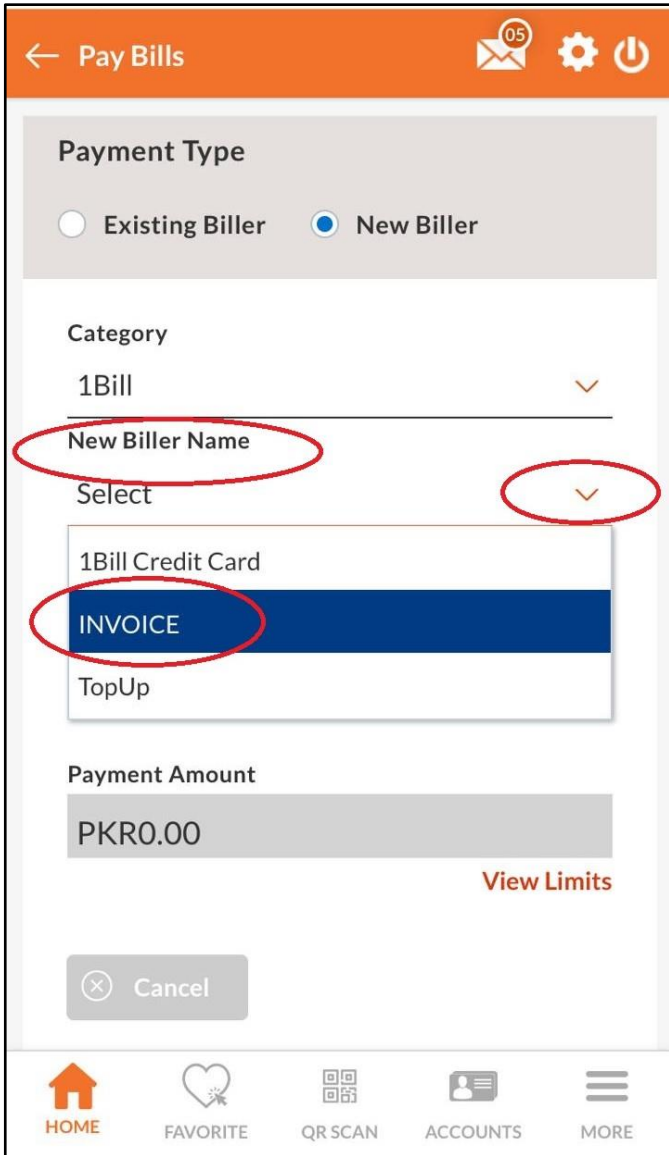 Pay Bills
05
Payment Type
Existing Biller New Biller
Category
1Bill
New Biller Name
Select
1Bill Credit Card
INVOICE
TopUp
Payment Amount
PKR0.00
View Limits
Cancel
HOME FAVORITE QR SCAN ACCOUNTS MORE